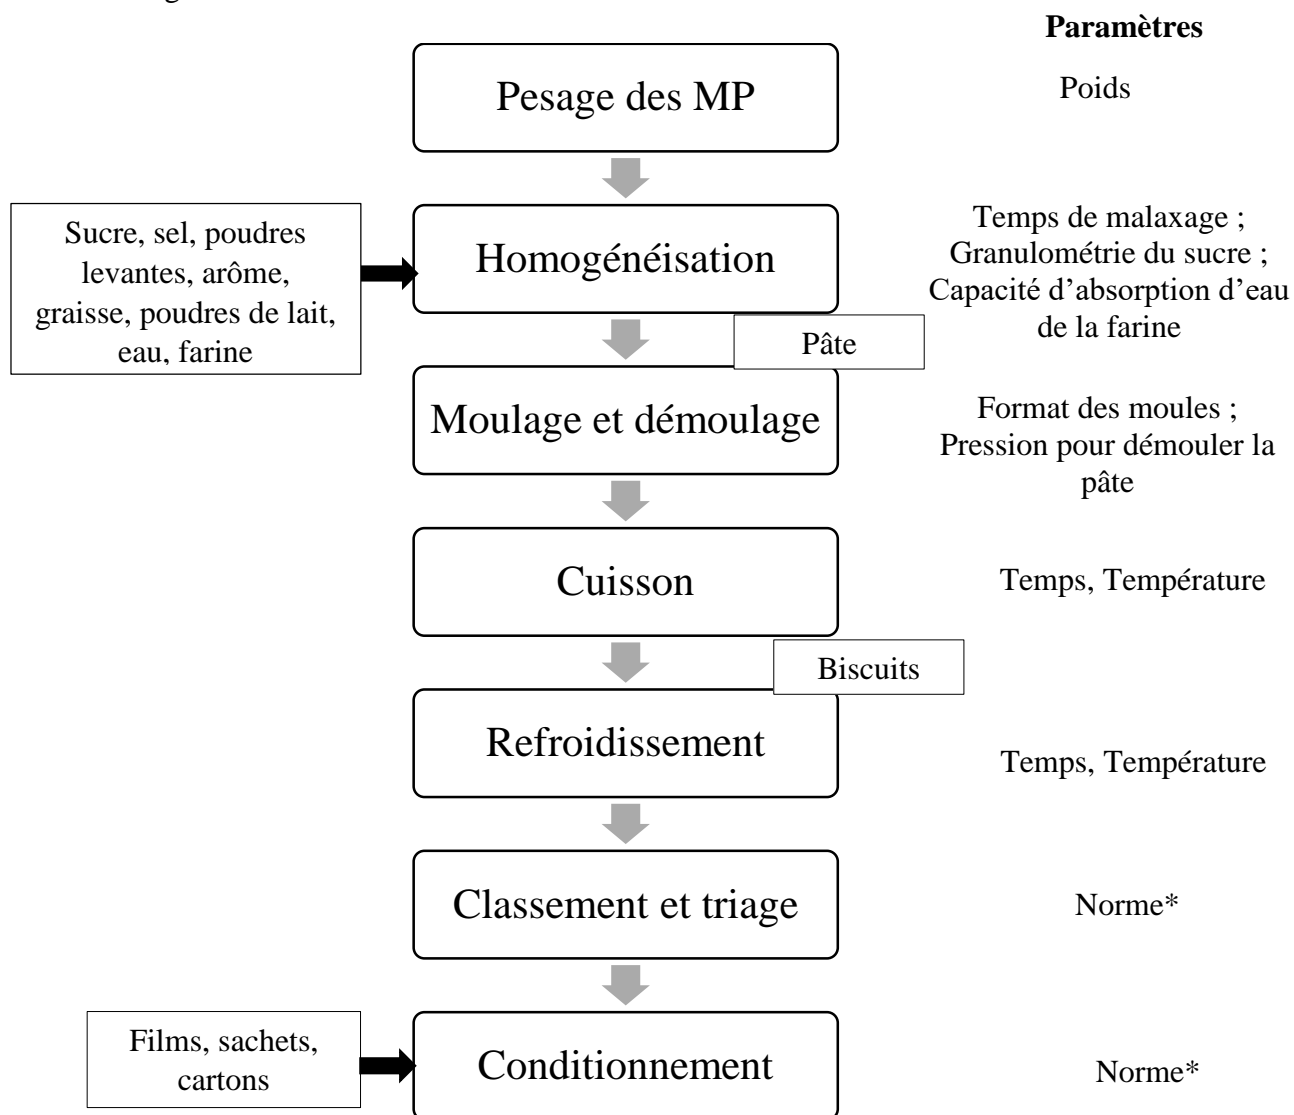 Paramètres
Pesage des MP
Poids
Sucre, sel, poudres
levantes, arôme,
graisse, poudres de lait,
eau, farine
Homogénéisation
Temps de malaxage ;
Granulométrie du sucre ;
Capacité d’absorption d’eau
de la farine
Pâte
Moulage et démoulage
Format des moules ;
Pression pour démouler la
pâte
Cuisson
Temps, Température
Biscuits
Refroidissement
Temps, Température
Classement et triage
Norme*
Films, sachets,
cartons
Conditionnement
Norme*